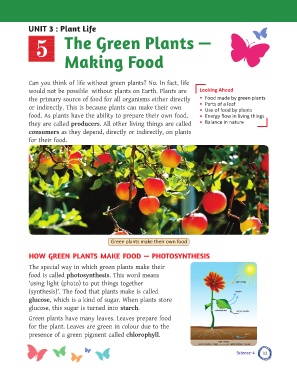 UNIT 3 : Plant Life
5
The Green Plants —
Making Food
Can you think of life without green plants? No. In fact, life
would not be possible without plants on Earth. Plants are
the primary source of food for all organisms either directly
or indirectly. This is because plants can make their own
food. As plants have the ability to prepare their own food,
they are called producers. All other living things are called
consumers as they depend, directly or indirectly, on plants
for their food.
Looking Ahead
• Food made by green plants
• Parts of a leaf
• Use of food by plants
• Energy flow in living things
• Balance in nature
Green plants make their own food
HOW GREEN PLANTS MAKE FOOD — PHOTOSYNTHESIS
The special way in which green plants make their
food is called photosynthesis. This word means
'using light (photo) to put things together
(synthesis)'. The food that plants make is called
glucose, which is a kind of sugar. When plants store
glucose, this sugar is turned into starch.
Green plants have many leaves. Leaves prepare food
for the plant. Leaves are green in colour due to the
presence of a green pigment called chlorophyll.
Science-4